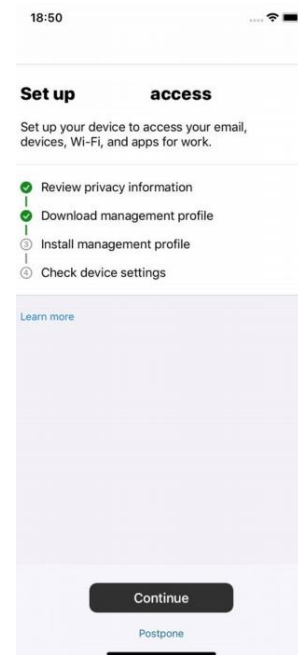 18:50
Set up access
Set up your device to access your email,
devices, Wi-Fi, and apps for work.
Review privacy information
Download management profile
3 Install management profile
4 Check device settings
Learn more
Continue
Postpone